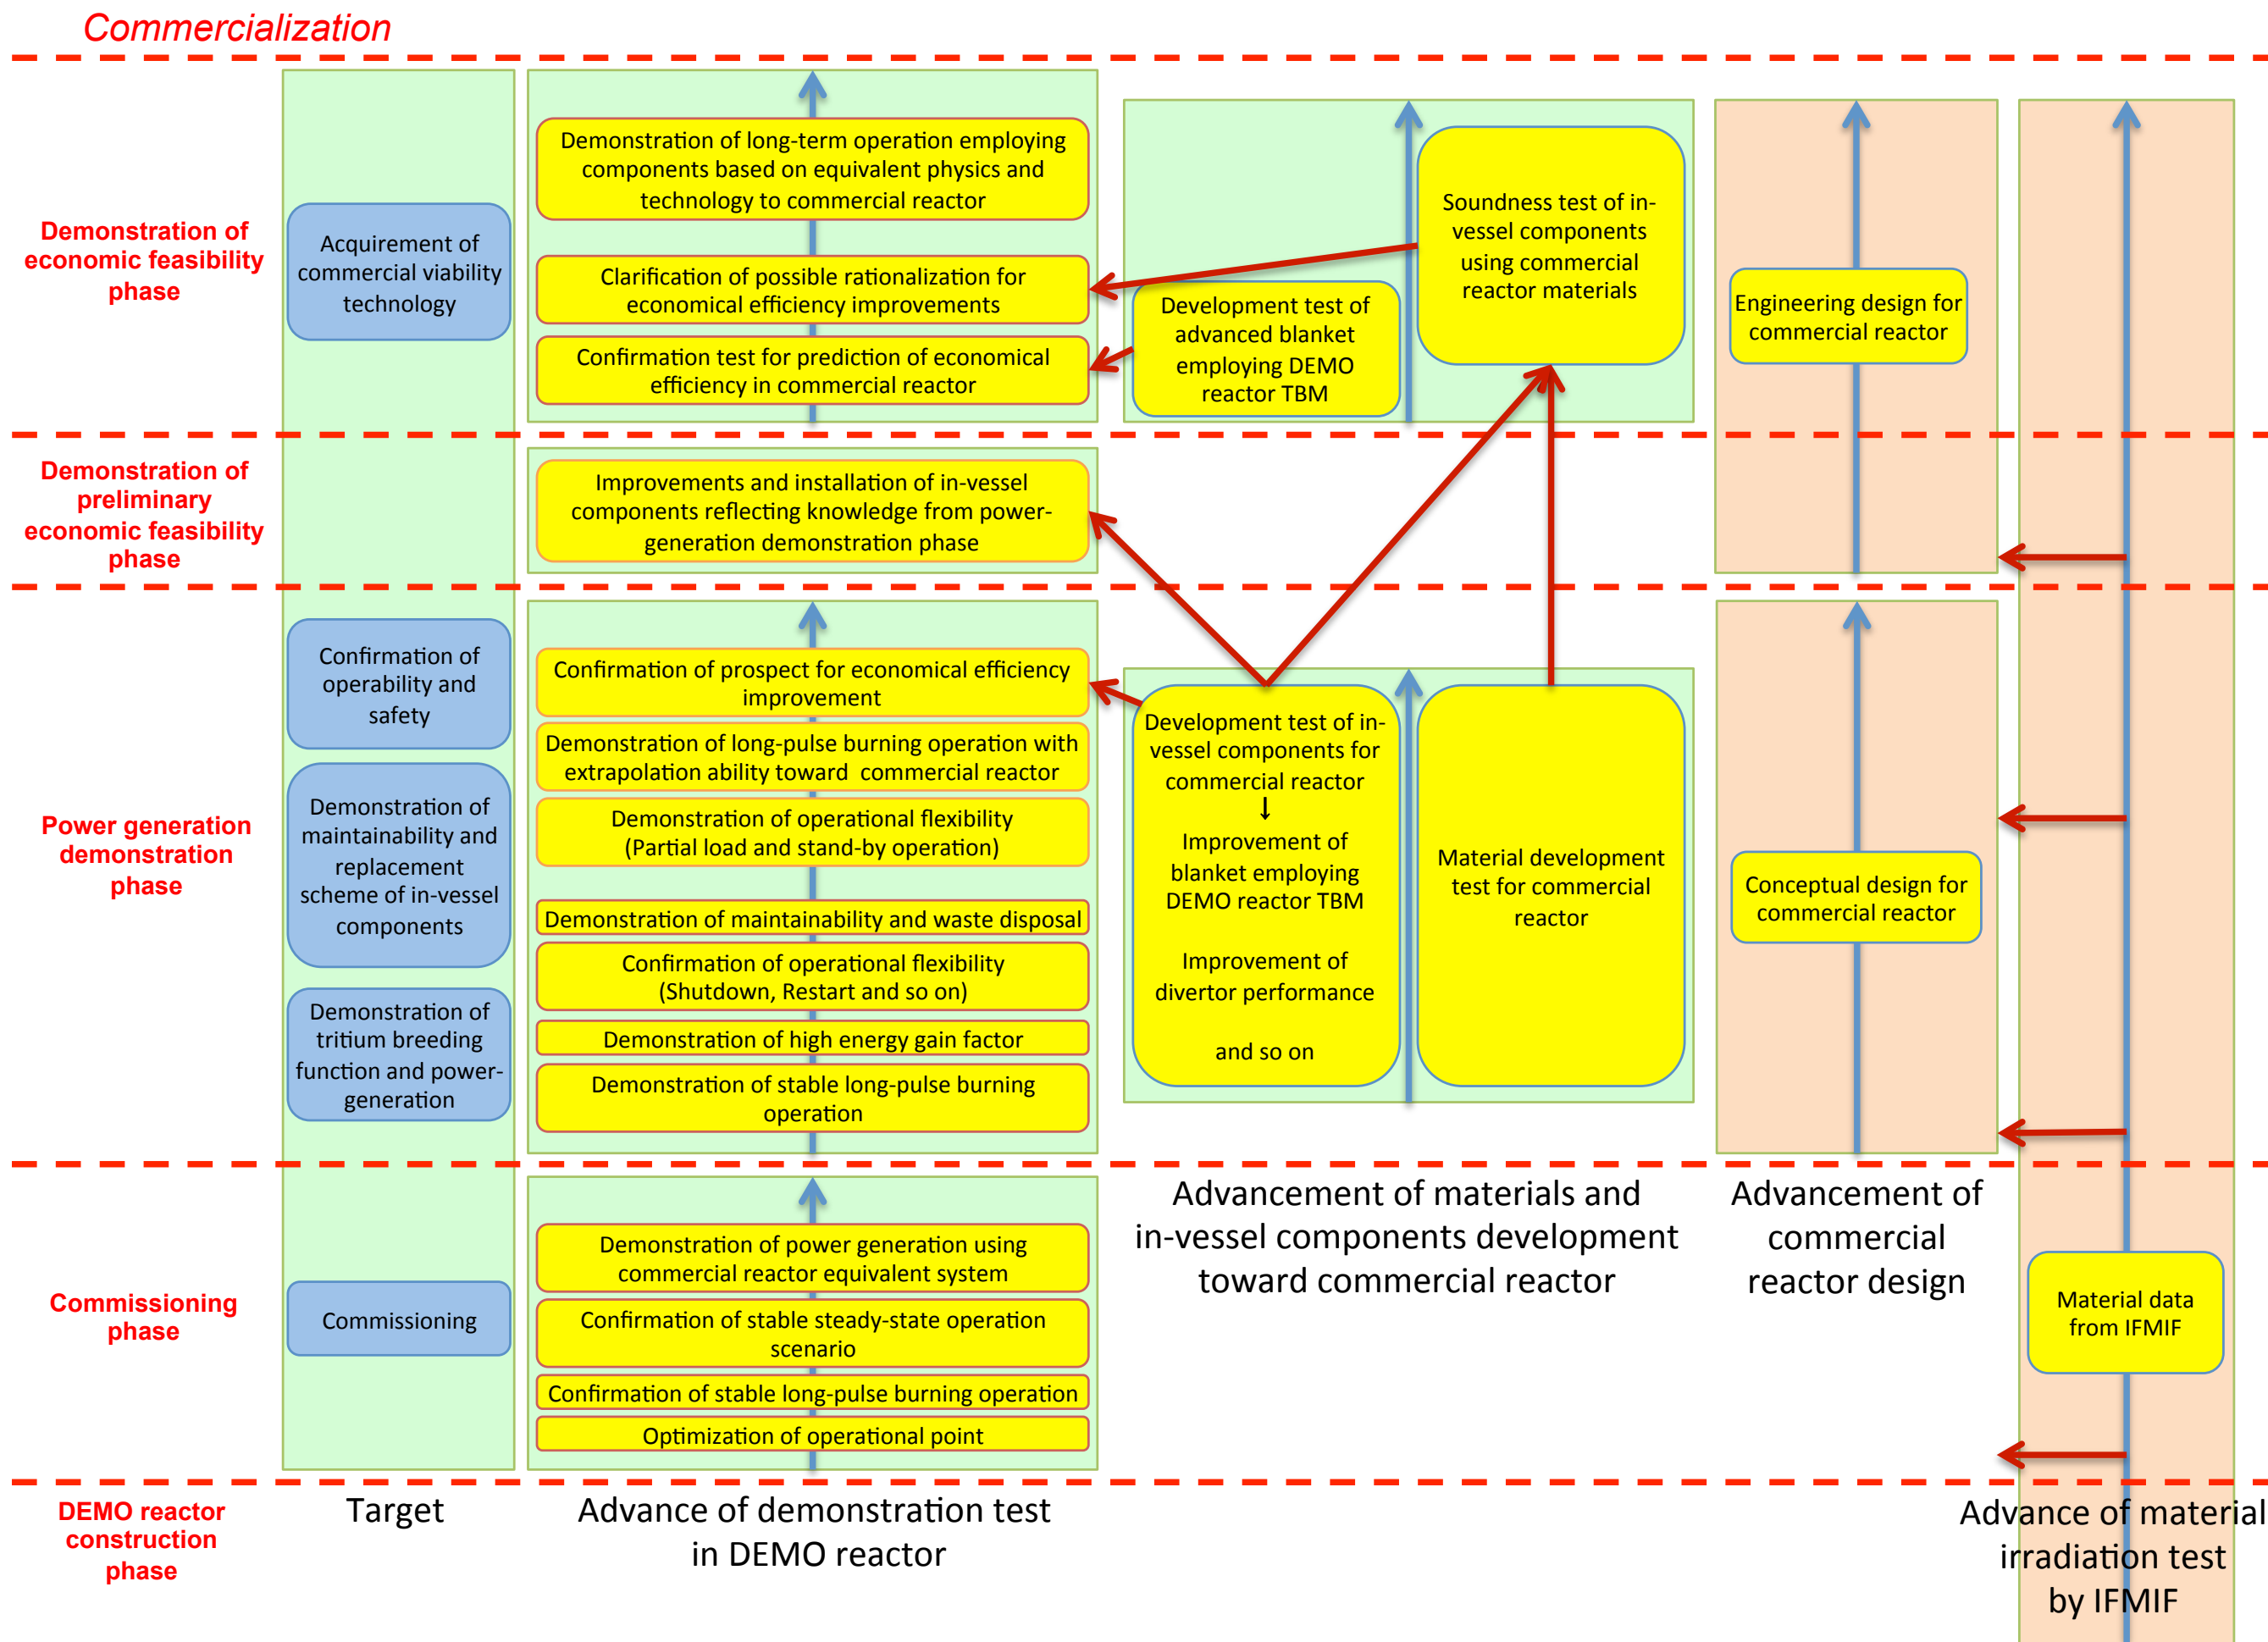 Commercialization
Demonstration of
economic feasibility
phase
Acquirement of
commercial viability
technology
Demonstration of long-term operation employing
components based on equivalent physics and
technology to commercial reactor
Clarification of possible rationalization for
economical efficiency improvements
Confirmation test for prediction of economical
efficiency in commercial reactor
Development test of
advanced blanket
employing DEMO
reactor TBM
Soundness test of in-
vessel components
using commercial
reactor materials
Engineering design for
commercial reactor
Demonstration of
preliminary
economic feasibility
phase
Improvements and installation of in-vessel
components reflecting knowledge from power-
generation demonstration phase
Power generation
demonstration
phase
Confirmation of
operability and
safety
Demonstration of
maintainability and
replacement
scheme of in-vessel
components
Demonstration of
tritium breeding
function and power-
generation
Confirmation of prospect for economical efficiency
improvement
Demonstration of long-pulse burning operation with
extrapolation ability toward commercial reactor
Demonstration of operational flexibility
(Partial load and stand-by operation)
Demonstration of maintainability and waste disposal
Confirmation of operational flexibility
(Shutdown, Restart and so on)
Demonstration of high energy gain factor
Demonstration of stable long-pulse burning
operation
Development test of in-
vessel components for
commercial reactor
↓
Improvement of
blanket employing
DEMO reactor TBM
Improvement of
divertor performance
and so on
Material development
test for commercial
reactor
Conceptual design for
commercial reactor
Commissioning
phase
Commissioning
Demonstration of power generation using
commercial reactor equivalent system
Confirmation of stable steady-state operation
scenario
Confirmation of stable long-pulse burning operation
Optimization of operational point
Advancement of materials and
in-vessel components development
toward commercial reactor
Advancement of
commercial
reactor design
Material data
from IFMIF
DEMO reactor
construction
phase
Target
Advance of demonstration test
in DEMO reactor
Advance of material
irradiation test
by IFMIF